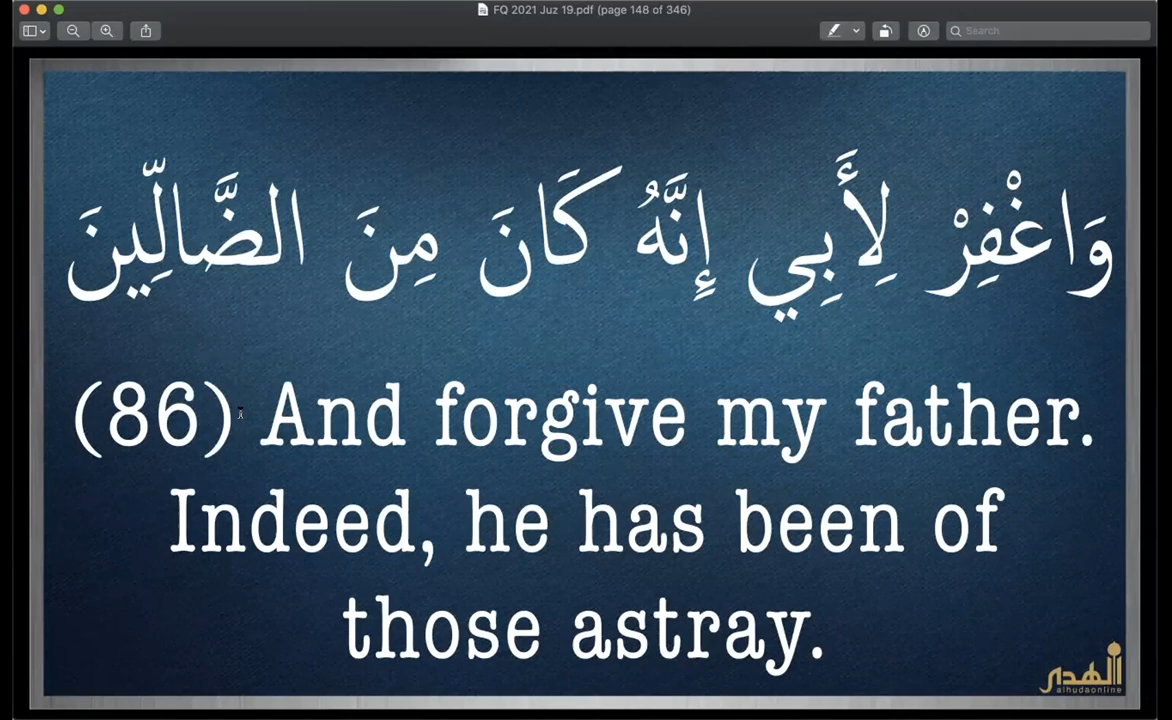 FQ 2021 Juz 19.pdf (page 148 of 346)
Search
وَاغْفِرْ لِأَبِي إِنَّهُ كَانَ مِنَ الضَّالِّينَ
(86) And forgive my father.
Indeed, he has been of
those astray.
الهدى
alhudaonline